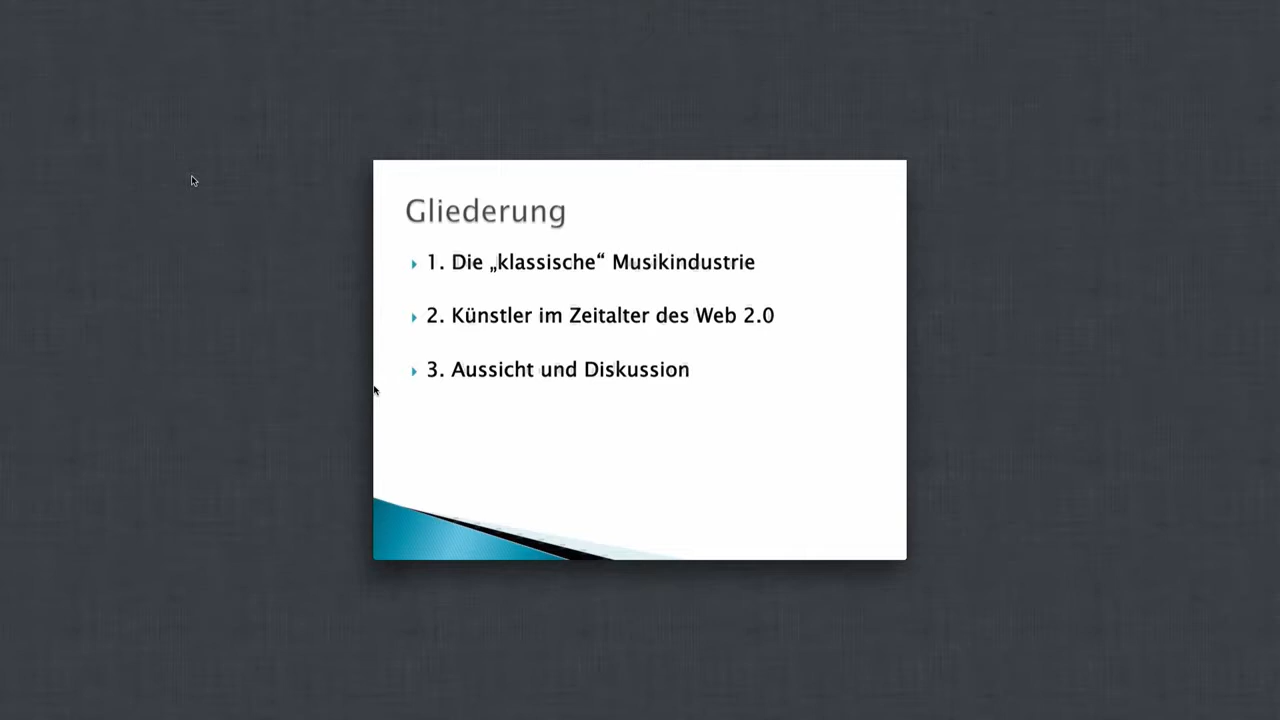 Gliederung
1. Die „klassische“ Musikindustrie
2. Künstler im Zeitalter des Web 2.0
3. Aussicht und Diskussion